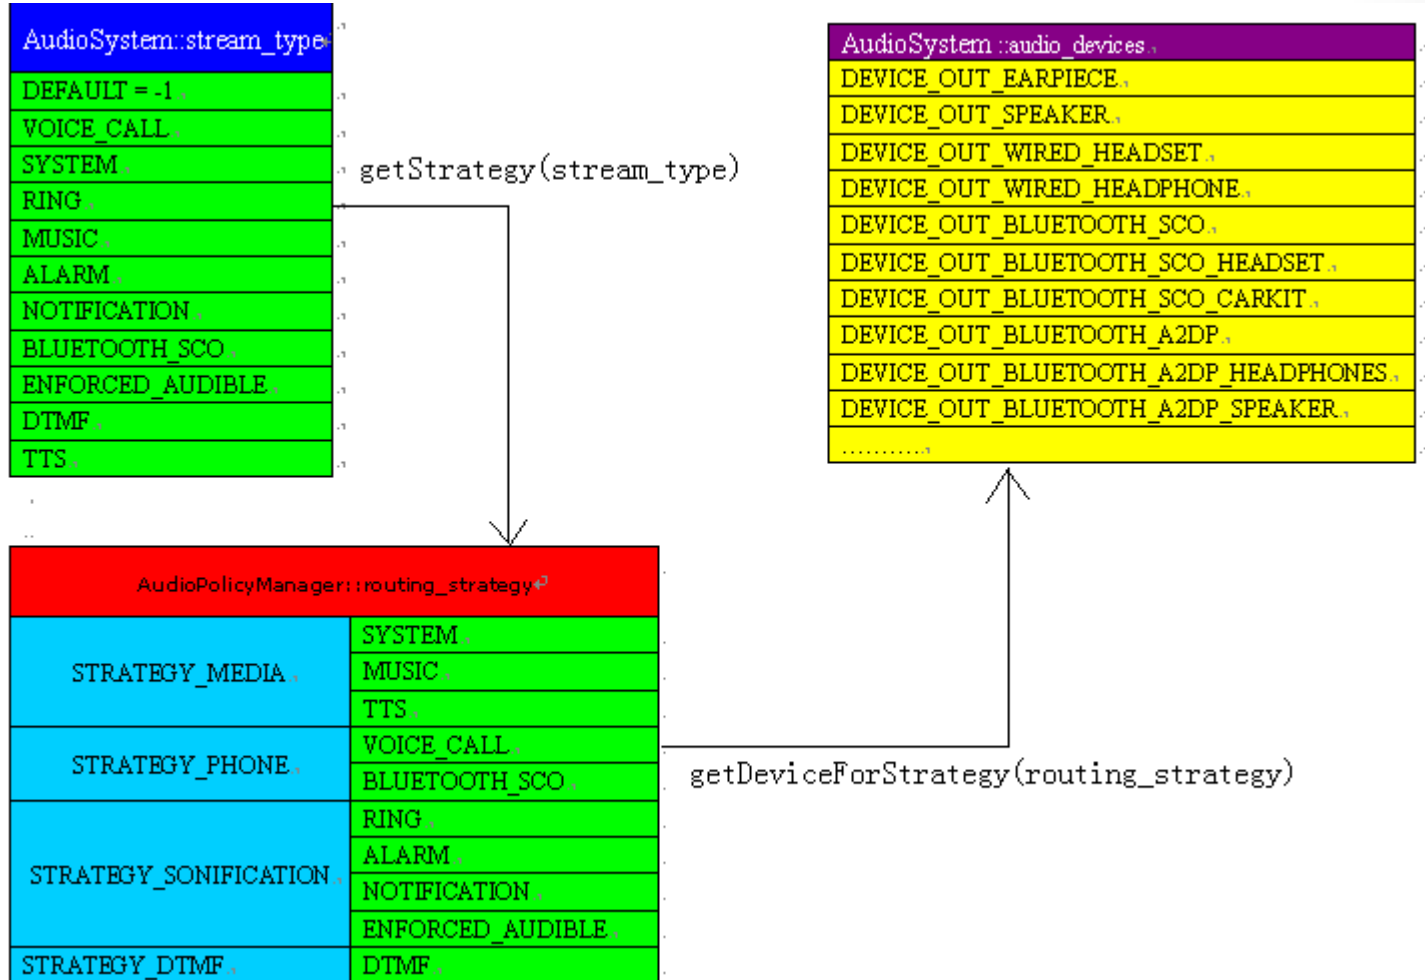 AudioSystem::stream_type
DEFAULT = -1
VOICE_CALL
SYSTEM
RING
MUSIC
ALARM
NOTIFICATION
BLUETOOTH_SCO
ENFORCED_AUDIBLE
DTMF
TTS
getStrategy(stream_type)
AudioSystem ::audio_devices
DEVICE_OUT_EARPIECE
DEVICE_OUT_SPEAKER
DEVICE_OUT_WIRED_HEADSET
DEVICE_OUT_WIRED_HEADPHONE
DEVICE_OUT_BLUETOOTH_SCO
DEVICE_OUT_BLUETOOTH_SCO_HEADSET
DEVICE_OUT_BLUETOOTH_SCO_CARKIT
DEVICE_OUT_BLUETOOTH_A2DP
DEVICE_OUT_BLUETOOTH_A2DP_HEADPHONES
DEVICE_OUT_BLUETOOTH_A2DP_SPEAKER
...........
AudioPolicyManager::routing_strategy
STRATEGY_MEDIA
SYSTEM
MUSIC
TTS
STRATEGY_PHONE
VOICE_CALL
BLUETOOTH_SCO
STRATEGY_SONIFICATION
RING
ALARM
NOTIFICATION
ENFORCED_AUDIBLE
STRATEGY_DTMF
DTMF
getDeviceForStrategy(routing_strategy)